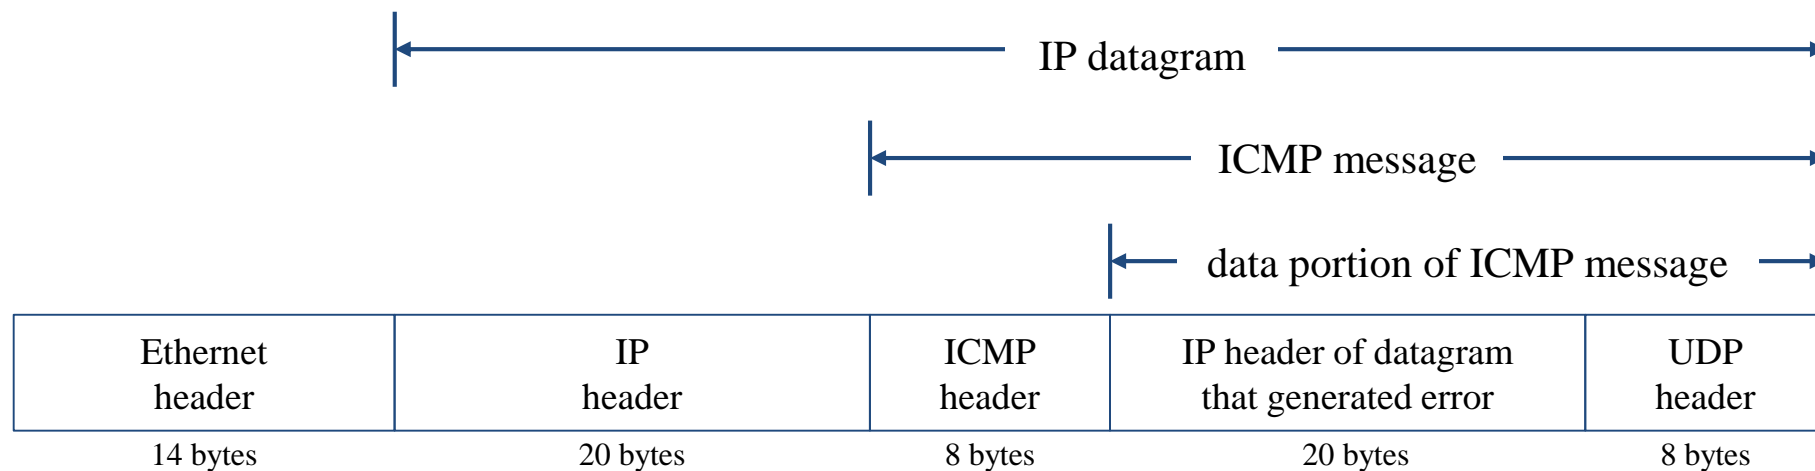 IP datagram
ICMP message
data portion of ICMP message
Ethernet
header
IP
header
ICMP
header
IP header of datagram
that generated error
UDP
header
14 bytes
20 bytes
8 bytes
20 bytes
8 bytes